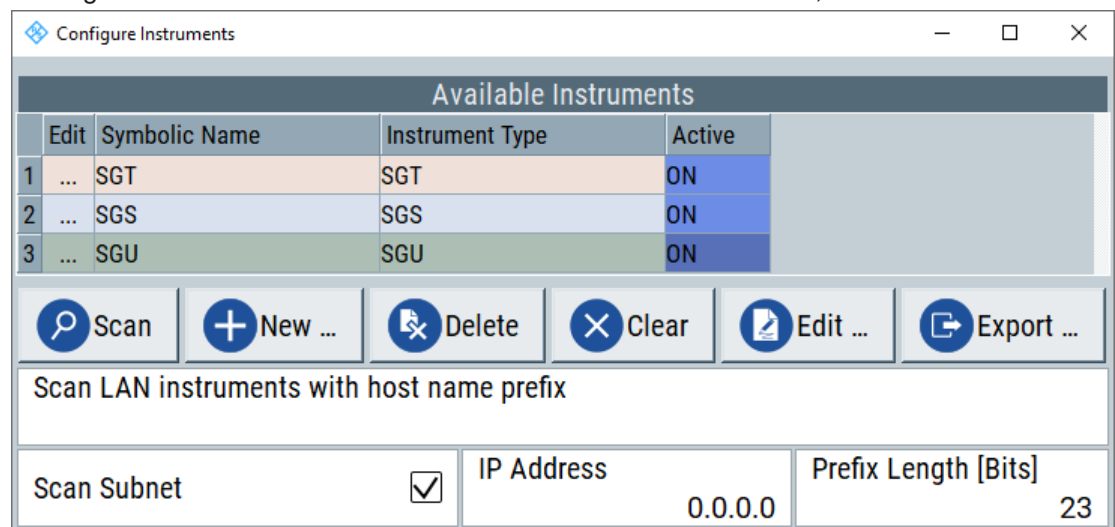 Configure Instruments
Available Instruments
Edit Symbolic Name Instrument Type Active
1 ... SGT SGT ON
2 ... SGS SGS ON
3 ... SGU SGU ON
Scan New ... Delete Clear Edit ... Export ...
Scan LAN instruments with host name prefix
Scan Subnet IP Address 0.0.0.0 Prefix Length [Bits] 23